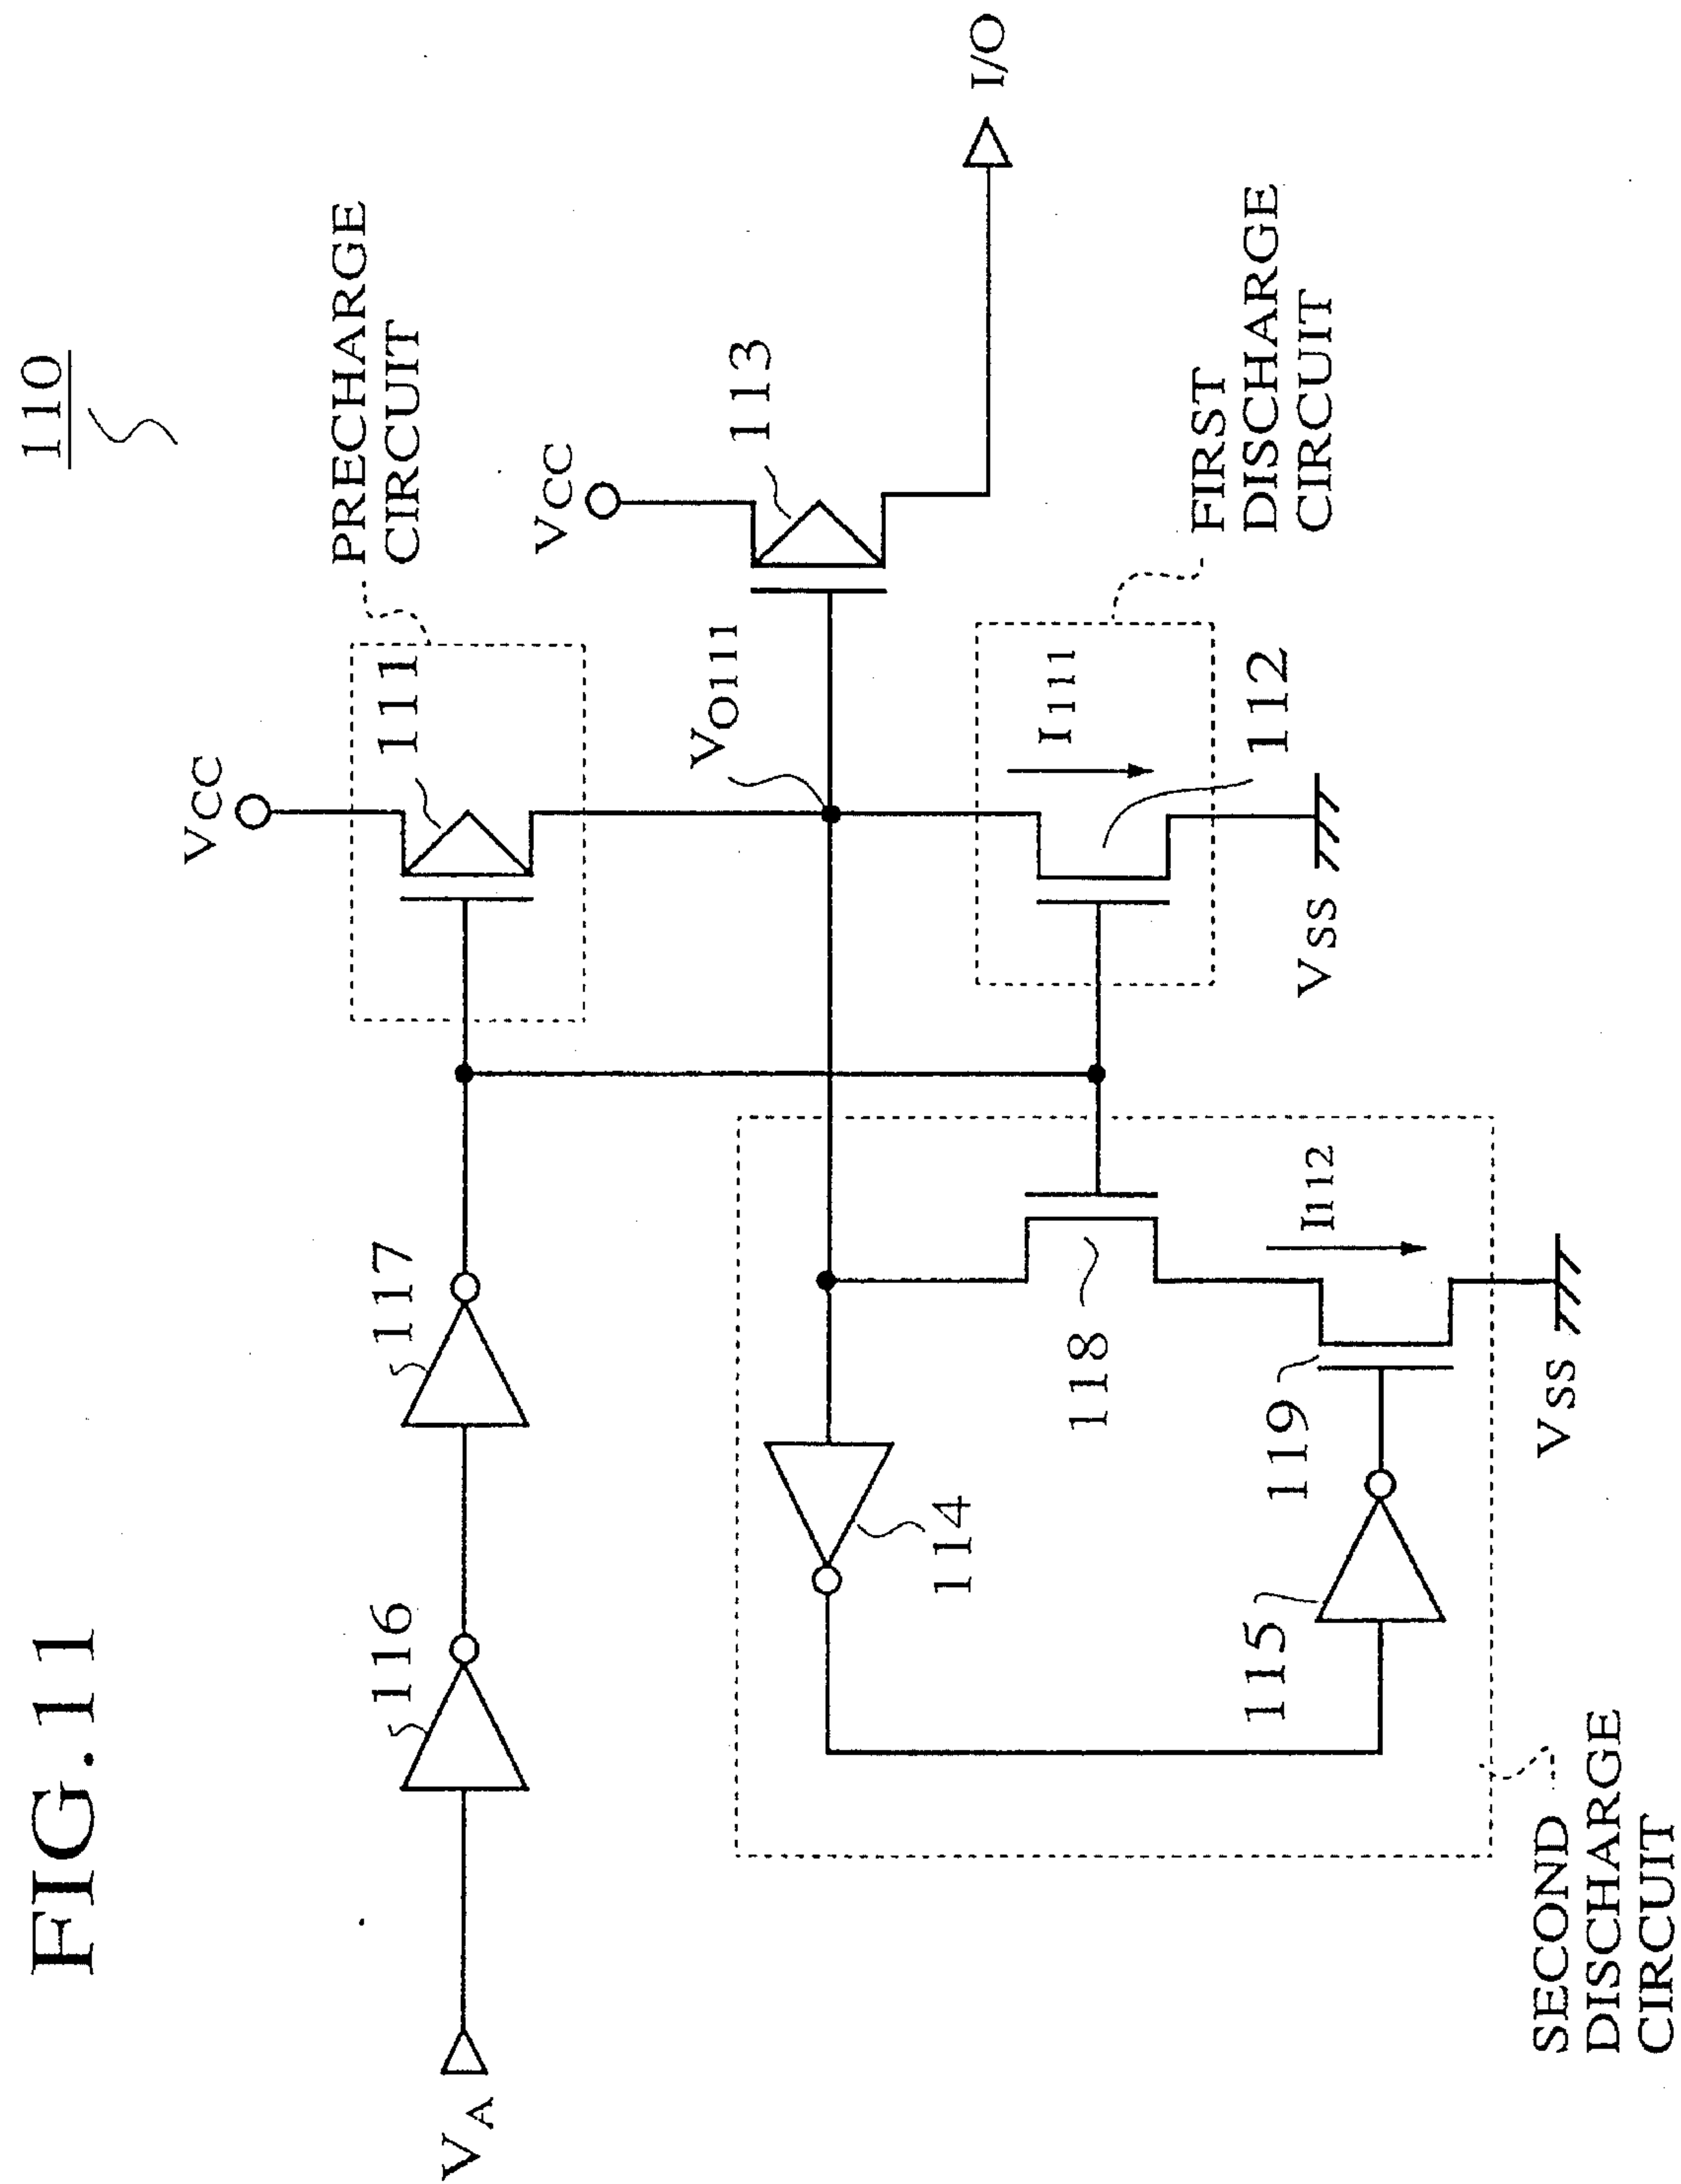 FIG.11
110
PRECHARGE
CIRCUIT
VCC
111
VCC
113
I/O
VO111
VA
116
117
I111
112
VSS
FIRST
DISCHARGE
CIRCUIT
114
118
115
119
I112
VSS
SECOND
DISCHARGE
CIRCUIT